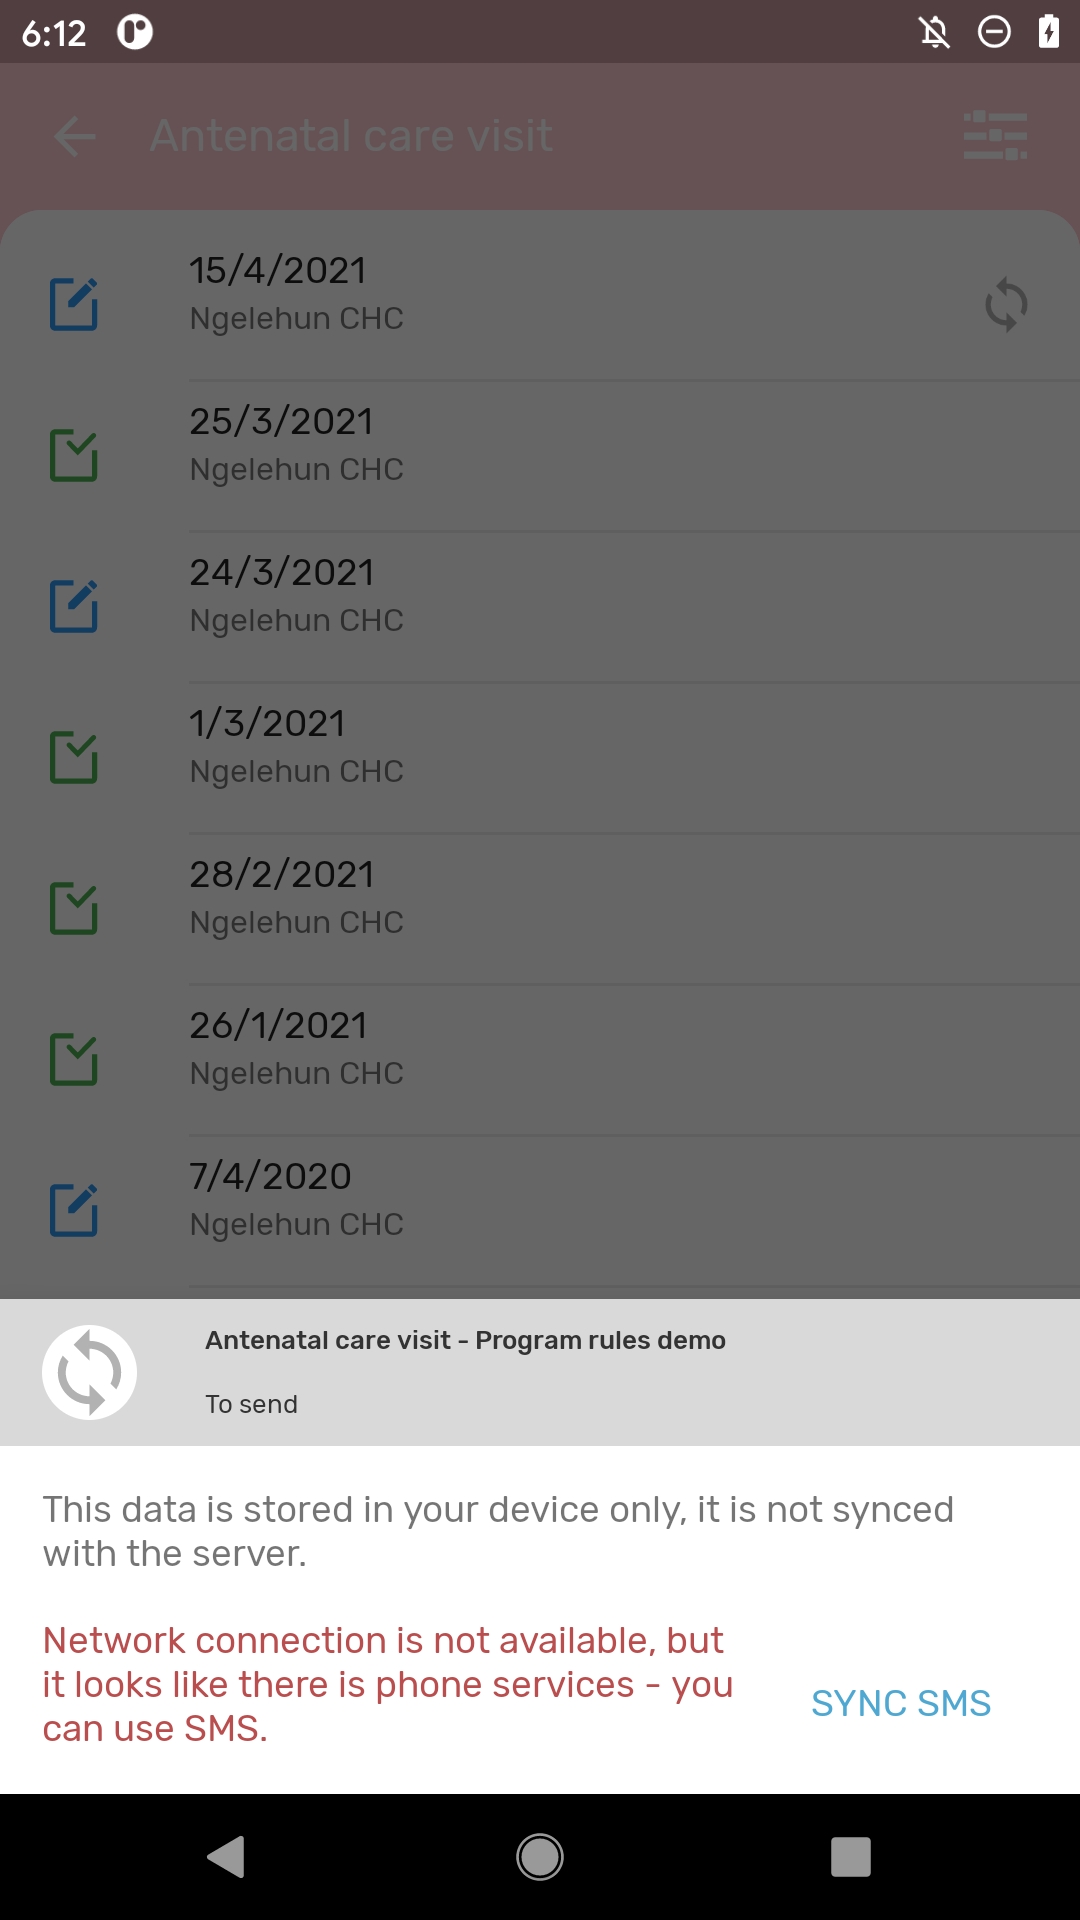 6:12
Antenatal care visit
15/4/2021
Ngelehun CHC
25/3/2021
Ngelehun CHC
24/3/2021
Ngelehun CHC
1/3/2021
Ngelehun CHC
28/2/2021
Ngelehun CHC
26/1/2021
Ngelehun CHC
7/4/2020
Ngelehun CHC
Antenatal care visit - Program rules demo
To send
This data is stored in your device only, it is not synced
with the server.
Network connection is not available, but
it looks like there is phone services - you
can use SMS.
SYNC SMS